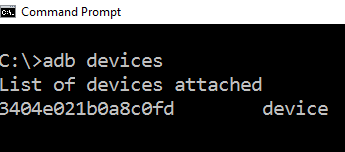 Command Prompt
C:\>adb devices
List of devices attached
3404e021b0a8c0fd device